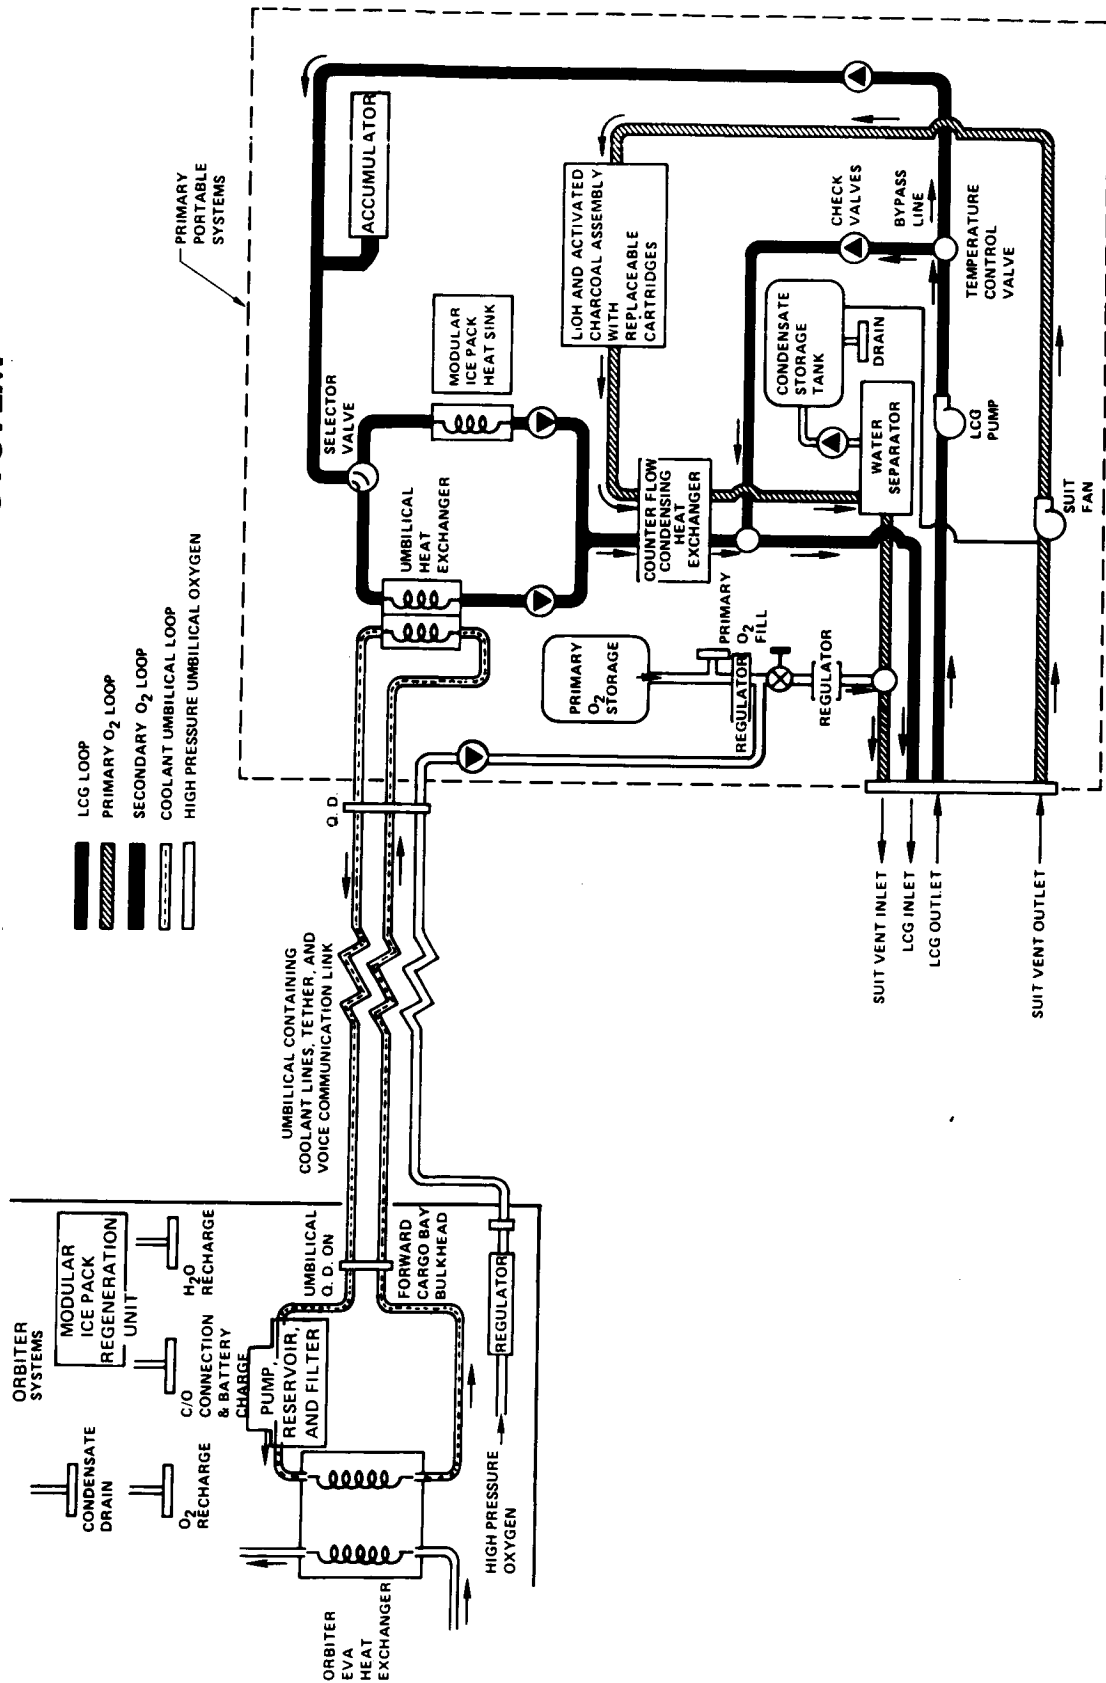 PRIMARY
PORTABLE
SYSTEMS
LCG LOOP
PRIMARY O2 LOOP
SECONDARY O2 LOOP
COOLANT UMBILICAL LOOP
HIGH PRESSURE UMBILICAL OXYGEN
ORBITER
SYSTEMS
MODULAR
ICE PACK
REGENERATION
UNIT
CONDENSATE
DRAIN
O2
RECHARGE
C/O
CONNECTION
& BATTERY
CHARGE
H2O
RECHARGE
PUMP,
RESERVOIR,
AND FILTER
UMBILICAL
Q. D. ON
FORWARD
CARGO BAY
BULKHEAD
ORBITER
EVA
HEAT
EXCHANGER
HIGH PRESSURE
OXYGEN
REGULATOR
UMBILICAL CONTAINING
COOLANT LINES, TETHER, AND
VOICE COMMUNICATION LINK
Q. D.
ACCUMULATOR
SELECTOR
VALVE
MODULAR
ICE PACK
HEAT SINK
UMBILICAL
HEAT
EXCHANGER
LiOH AND ACTIVATED
CHARCOAL ASSEMBLY
WITH
REPLACEABLE
CARTRIDGES
COUNTER FLOW
CONDENSING
HEAT
EXCHANGER
PRIMARY
O2
STORAGE
PRIMARY
O2
FILL
REGULATOR
REGULATOR
CHECK
VALVES
BYPASS
LINE
CONDENSATE
STORAGE
TANK
DRAIN
WATER
SEPARATOR
TEMPERATURE
CONTROL
VALVE
LCG
PUMP
SUIT
FAN
SUIT VENT INLET
LCG INLET
LCG OUTLET
SUIT VENT OUTLET